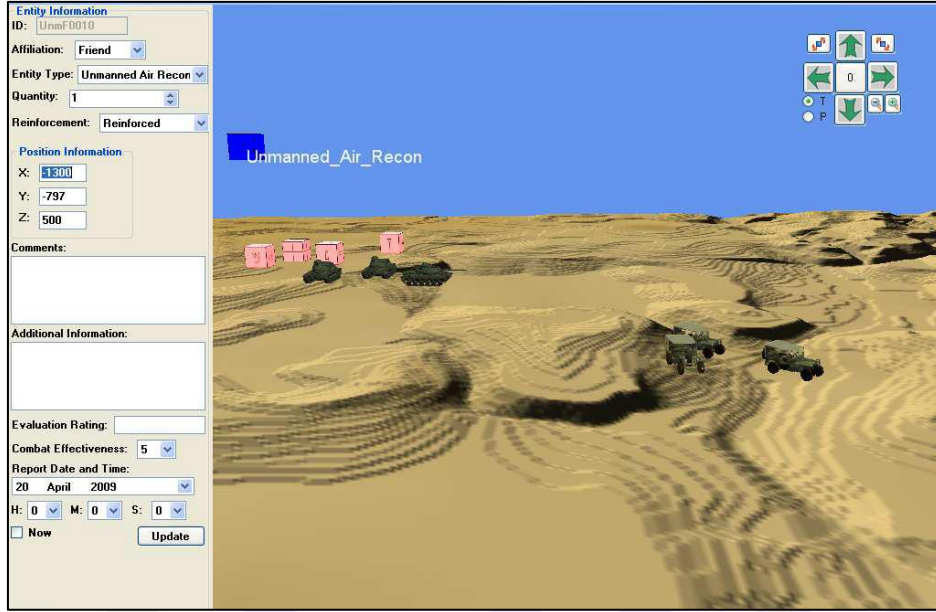 Entity Information
ID: UnmF0010
Affiliation: Friend
Entity Type: Unmanned Air Recon
Quantity: 1
Reinforcement: Reinforced
Position Information
X: -1300
Y: -797
Z: 500
Comments:
Additional Information:
Evaluation Rating:
Combat Effectiveness: 5
Report Date and Time:
20 April 2009
H: 0 M: 0 S: 0
Now Update
Unmanned_Air_Recon
0
T
P